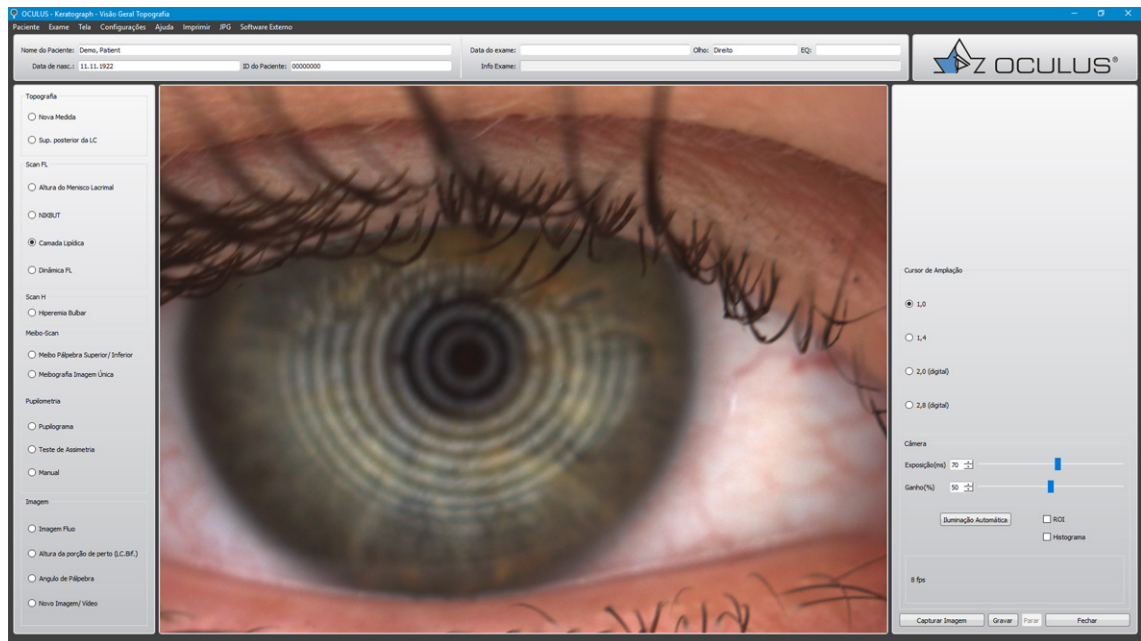 OCULUS - Keratograph - Visão Geral Topografia
Paciente Exame Tela Configurações Ajuda Imprimir JPG Software Externo
Nome do Paciente: Demo, Patient
Data de nasc.: 11.11.1922 ID do Paciente: 00000000
Data do exame: Olho: Direito EQ:
Info Exame:
OCULUS®
Topografia
Nova Medida
Sup. posterior da LC
Scan FL
Altura do Menisco Lacrimal
NIKBUT
Camada Lipídica
Dinâmica FL
Scan H
Hiperemia Bulbar
Meibo-Scan
Meibo Pálpebra Superior/ Inferior
Meibografia Imagem Única
Pupilometria
Pupilograma
Teste de Assimetria
Manual
Imagem
Imagem Fluo
Altura da porção de perto (LC.Bif.)
Angulo de Pálpebra
Novo Imagem/ Vídeo
Cursor de Ampliação
1,0
1,4
2,0 (digital)
2,8 (digital)
Câmera
Exposição(ms) 70
Ganho(%) 50
Iluminação Automática ROI
Histograma
8 fps
Capturar Imagem Gravar Parar Fechar